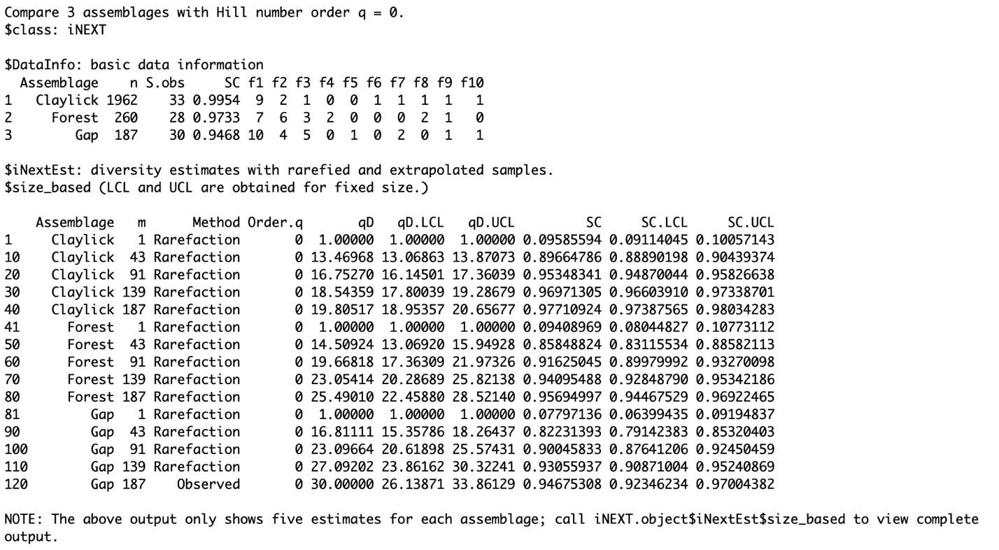 Compare 3 assemblages with Hill number order q = 0.
$class: iNEXT

$DataInfo: basic data information
  Assemblage    n S.obs     SC f1 f2 f3 f4 f5 f6 f7 f8 f9 f10
1   Claylick 1962    33 0.9954  9  2  1  0  0  1  1  1  1   1
2     Forest  260    28 0.9733  7  6  3  2  0  0  0  2  1   0
3        Gap  187    30 0.9468 10  4  5  0  1  0  2  0  1   1

$iNextEst: diversity estimates with rarefied and extrapolated samples.
$size_based (LCL and UCL are obtained for fixed size.)

    Assemblage   m      Method Order.q       qD   qD.LCL   qD.UCL         SC     SC.LCL     SC.UCL
1     Claylick   1 Rarefaction       0  1.00000  1.00000  1.00000 0.09585594 0.09114045 0.10057143
10    Claylick  43 Rarefaction       0 13.46968 13.06863 13.87073 0.89664786 0.88890198 0.90439374
20    Claylick  91 Rarefaction       0 16.75270 16.14501 17.36039 0.95348341 0.94870044 0.95826638
30    Claylick 139 Rarefaction       0 18.54359 17.80039 19.28679 0.96971305 0.96603910 0.97338701
40    Claylick 187 Rarefaction       0 19.80517 18.95357 20.65677 0.97710924 0.97387565 0.98034283
41      Forest   1 Rarefaction       0  1.00000  1.00000  1.00000 0.09408969 0.08044827 0.10773112
50      Forest  43 Rarefaction       0 14.50924 13.06920 15.94928 0.85848824 0.83115534 0.88582113
60      Forest  91 Rarefaction       0 19.66818 17.36309 21.97326 0.91625045 0.89979992 0.93270098
70      Forest 139 Rarefaction       0 23.05414 20.28689 25.82138 0.94095488 0.92848790 0.95342186
80      Forest 187 Rarefaction       0 25.49010 22.45880 28.52140 0.95694997 0.94467529 0.96922465
81         Gap   1 Rarefaction       0  1.00000  1.00000  1.00000 0.07797136 0.06399435 0.09194837
90         Gap  43 Rarefaction       0 16.81111 15.35786 18.26437 0.82231393 0.79142383 0.85320403
100        Gap  91 Rarefaction       0 23.09664 20.61898 25.57431 0.90045833 0.87641206 0.92450459
110        Gap 139 Rarefaction       0 27.09202 23.86162 30.32241 0.93055937 0.90871004 0.95240869
120        Gap 187    Observed       0 30.00000 26.13871 33.86129 0.94675308 0.92346234 0.97004382

NOTE: The above output only shows five estimates for each assemblage; call iNEXT.object$iNextEst$size_based to view complete
output.